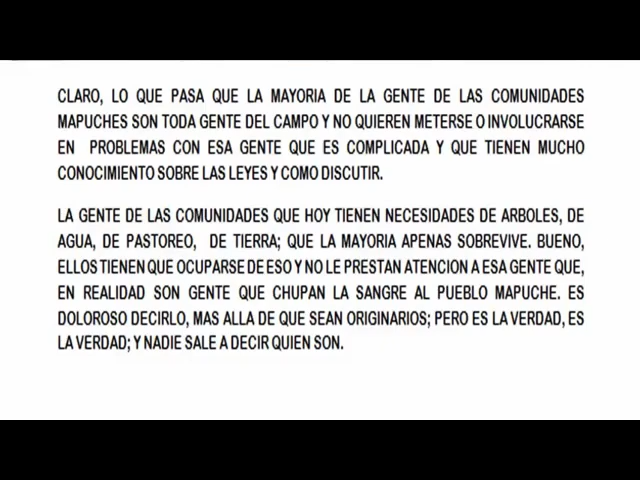 CLARO, LO QUE PASA QUE LA MAYORIA DE LA GENTE DE LAS COMUNIDADES
MAPUCHES SON TODA GENTE DEL CAMPO Y NO QUIEREN METERSE O INVOLUCRARSE
EN PROBLEMAS CON ESA GENTE QUE ES COMPLICADA Y QUE TIENEN MUCHO
CONOCIMIENTO SOBRE LAS LEYES Y COMO DISCUTIR.
LA GENTE DE LAS COMUNIDADES QUE HOY TIENEN NECESIDADES DE ARBOLES, DE
AGUA, DE PASTOREO, DE TIERRA; QUE LA MAYORIA APENAS SOBREVIVE. BUENO,
ELLOS TIENEN QUE OCUPARSE DE ESO Y NO LE PRESTAN ATENCION A ESA GENTE QUE,
EN REALIDAD SON GENTE QUE CHUPAN LA SANGRE AL PUEBLO MAPUCHE. ES
DOLOROSO DECIRLO, MAS ALLA DE QUE SEAN ORIGINARIOS; PERO ES LA VERDAD, ES
LA VERDAD; Y NADIE SALE A DECIR QUIEN SON.